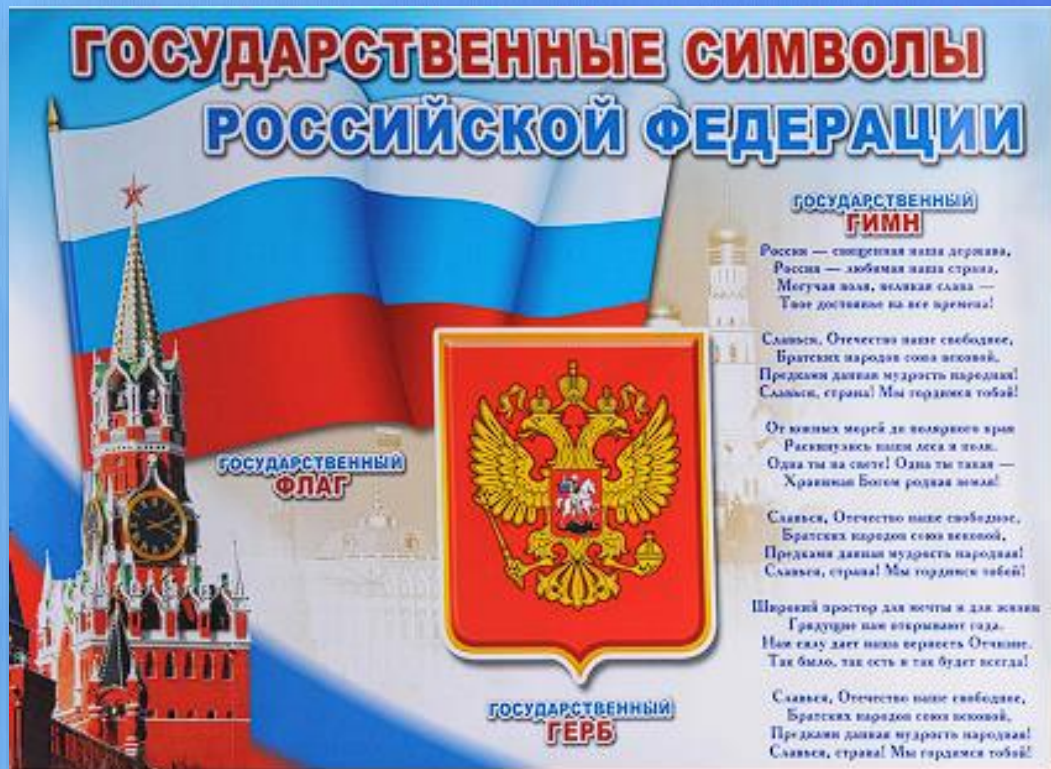 ГОСУДАРСТВЕННЫЕ СИМВОЛЫ
РОССИЙСКОЙ ФЕДЕРАЦИИ
ГОСУДАРСТВЕННЫЙ
ФЛАГ
ГОСУДАРСТВЕННЫЙ
ГЕРБ
ГОСУДАРСТВЕННЫЙ
ГИМН
Россия — священная наша держава,
Россия — любимая наша страна,
Могучая воля, великая слава —
Твое достоянье на все времена!
Славься, Отечество наше свободное,
Братских народов союз вековой,
Предками данная мудрость народная!
Славься, страна! Мы гордимся тобой!
От южных морей до полярного края
Раскинулись наши леса и поля.
Одна ты на свете! Одна ты такая —
Хранимая Богом родная земля!
Славься, Отечество наше свободное,
Братских народов союз вековой,
Предками данная мудрость народная!
Славься, страна! Мы гордимся тобой!
Широкий простор для мечты и для жизни
Грядущие нам открывают года.
Нам силу дает наша верность Отчизне.
Так было, так есть и так будет всегда!
Славься, Отечество наше свободное,
Братских народов союз вековой,
Предками данная мудрость народная!
Славься, страна! Мы гордимся тобой!